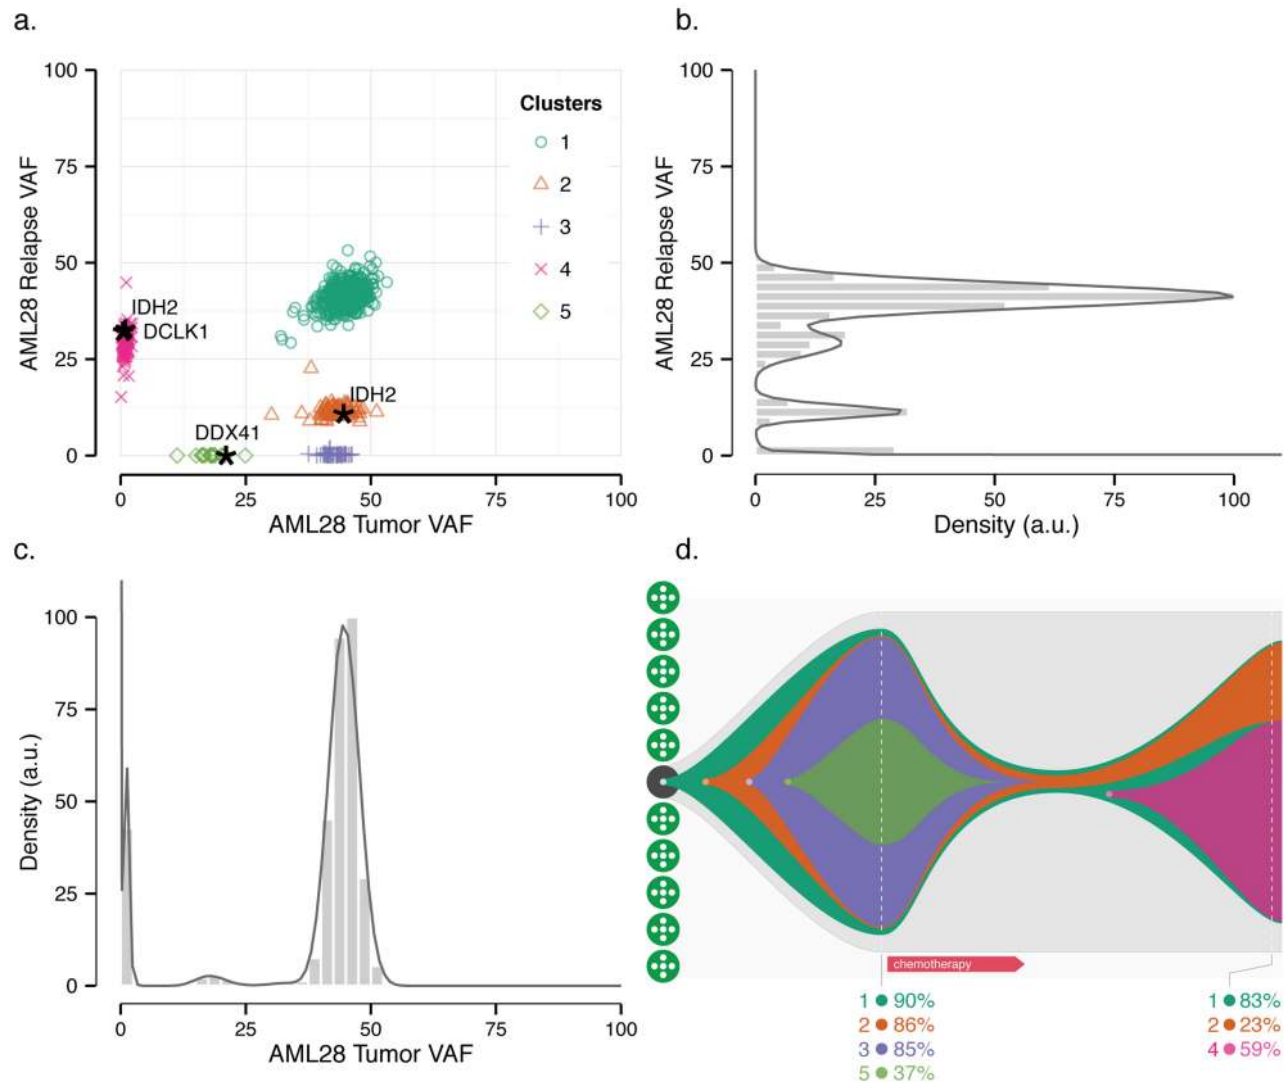 a.
AML28 Relapse VAF
100
75
50
25
0
Clusters
1
2
3
4
5
IDH2
DCLK1
IDH2
DDX41
0
25
50
75
100
AML28 Tumor VAF
b.
AML28 Relapse VAF
100
75
50
25
0
0
25
50
75
100
Density (a.u.)
c.
Density (a.u.)
100
75
50
25
0
0
25
50
75
100
AML28 Tumor VAF
d.
chemotherapy
1 90%
2 86%
3 85%
5 37%
1 83%
2 23%
4 59%